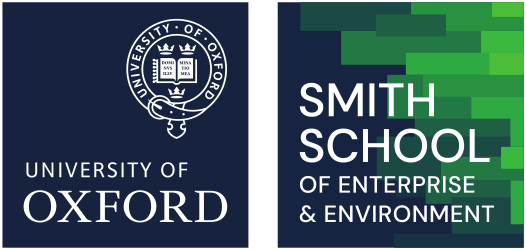 UNIVERSITY · OF · OXFORD
DOMI MINA
NVS TIO
ILLV MEA
UNIVERSITY OF
OXFORD
SMITH
SCHOOL
OF ENTERPRISE
& ENVIRONMENT